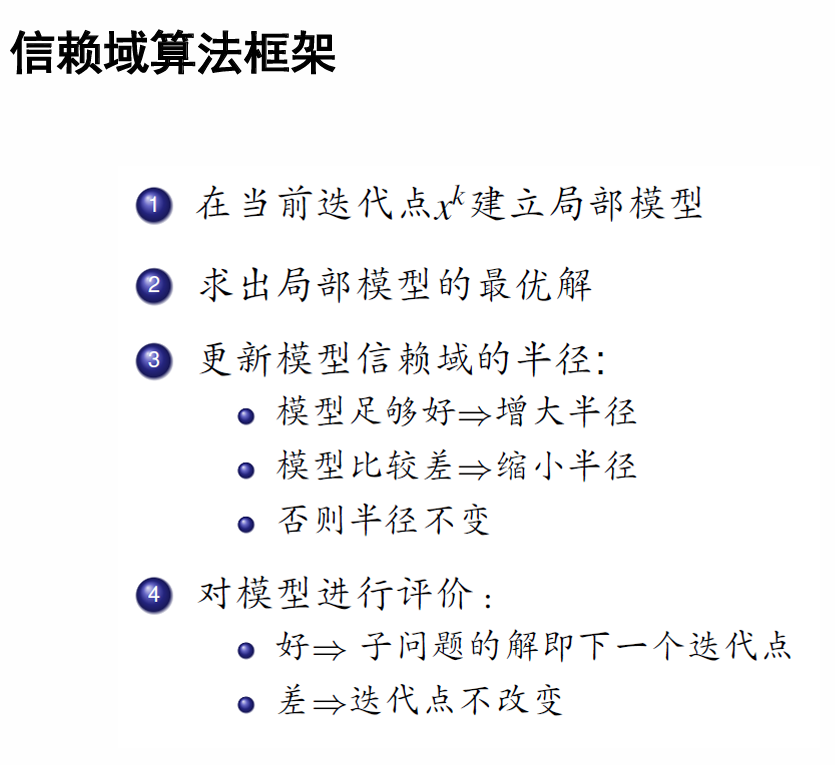 信赖域算法框架
1 在当前迭代点x^k建立局部模型
2 求出局部模型的最优解
3 更新模型信赖域的半径:
模型足够好⇒增大半径
模型比较差⇒缩小半径
否则半径不变
4 对模型进行评价:
好⇒ 子问题的解即下一个迭代点
差⇒迭代点不改变